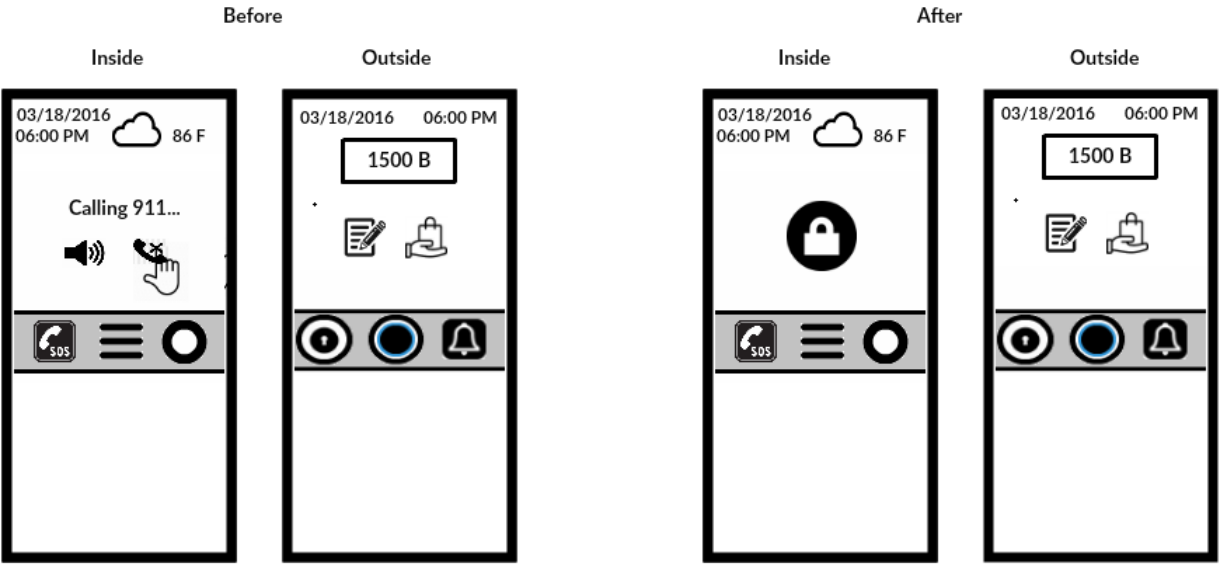 Before
After
Inside
Outside
Inside
Outside
03/18/2016
06:00 PM
86 F
Calling 911...
SOS
03/18/2016 06:00 PM
1500 B
03/18/2016
06:00 PM
86 F
SOS
03/18/2016 06:00 PM
1500 B